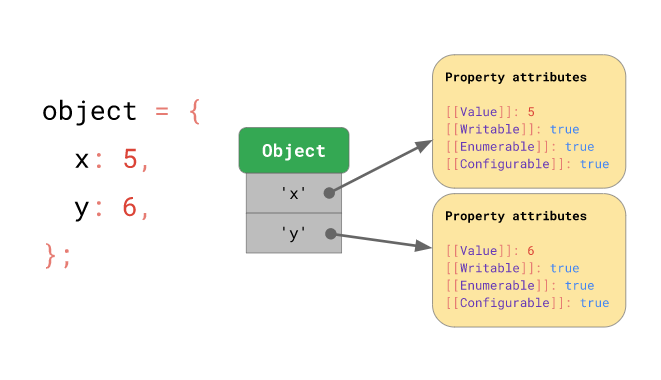 object = {
  x: 5,
  y: 6,
};
Object
'x'
'y'
Property attributes
[[Value]]: 5
[[Writable]]: true
[[Enumerable]]: true
[[Configurable]]: true
Property attributes
[[Value]]: 6
[[Writable]]: true
[[Enumerable]]: true
[[Configurable]]: true